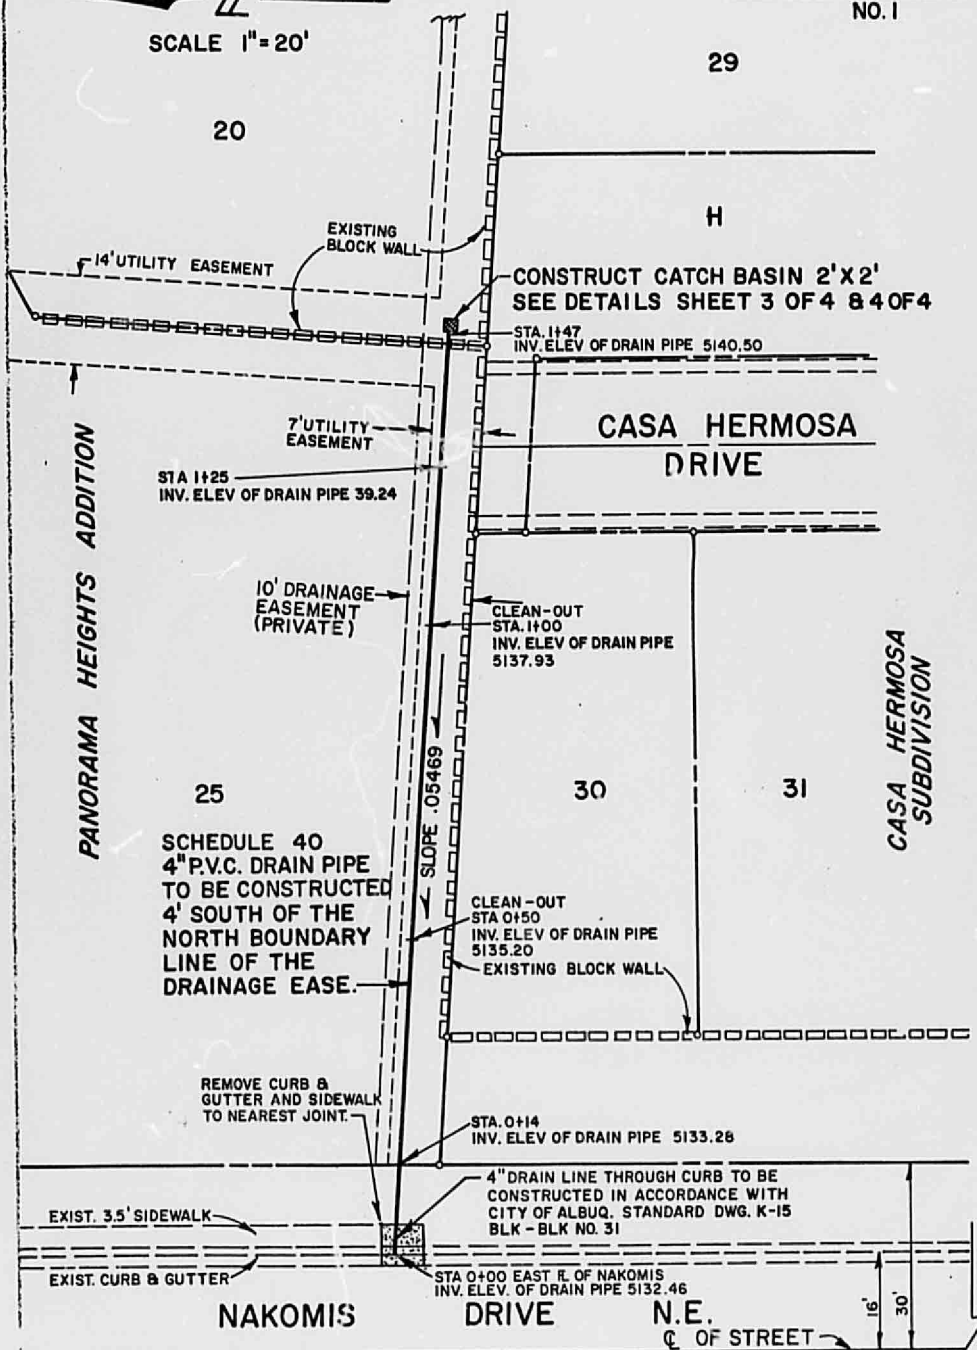 NO. 1
SCALE 1"=20'
29
20
H
EXISTING
BLOCK WALL
14' UTILITY EASEMENT
CONSTRUCT CATCH BASIN 2'X2'
SEE DETAILS SHEET 3 OF 4 & 4 OF 4
STA. 1+47
INV. ELEV OF DRAIN PIPE 5140.50
7' UTILITY
EASEMENT
CASA HERMOSA
DRIVE
STA 1+25
INV. ELEV OF DRAIN PIPE 39.24
PANORAMA HEIGHTS ADDITION
10' DRAINAGE
EASEMENT
(PRIVATE)
CLEAN-OUT
STA. 1+00
INV. ELEV OF DRAIN PIPE
5137.93
CASA HERMOSA
SUBDIVISION
SLOPE .05469
25
30
31
SCHEDULE 40
4" P.V.C. DRAIN PIPE
TO BE CONSTRUCTED
4' SOUTH OF THE
NORTH BOUNDARY
LINE OF THE
DRAINAGE EASE.
CLEAN-OUT
STA 0+50
INV. ELEV OF DRAIN PIPE
5135.20
EXISTING BLOCK WALL
REMOVE CURB &
GUTTER AND SIDEWALK
TO NEAREST JOINT.
STA. 0+14
INV. ELEV OF DRAIN PIPE 5133.28
4" DRAIN LINE THROUGH CURB TO BE
CONSTRUCTED IN ACCORDANCE WITH
CITY OF ALBUQ. STANDARD DWG. K-15
BLK-BLK NO. 31
EXIST. 3.5' SIDEWALK
EXIST. CURB & GUTTER
STA 0+00 EAST FL OF NAKOMIS
INV. ELEV. OF DRAIN PIPE 5132.46
16'
30'
NAKOMIS DRIVE N.E.
℄ OF STREET